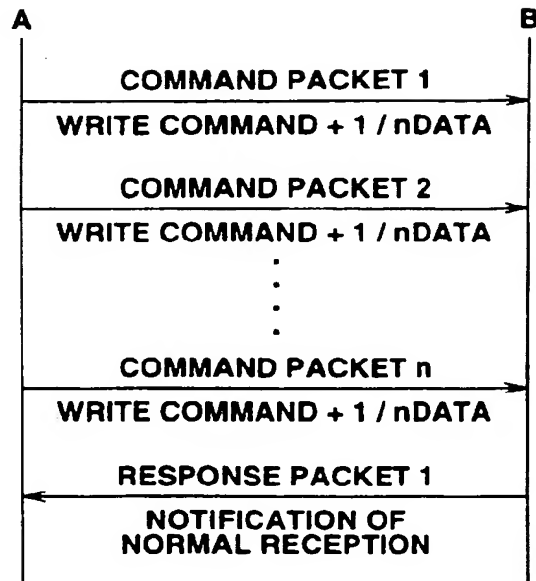 A B
COMMAND PACKET 1
WRITE COMMAND + 1 / nDATA
COMMAND PACKET 2
WRITE COMMAND + 1 / nDATA
COMMAND PACKET n
WRITE COMMAND + 1 / nDATA
RESPONSE PACKET 1
NOTIFICATION OF
NORMAL RECEPTION